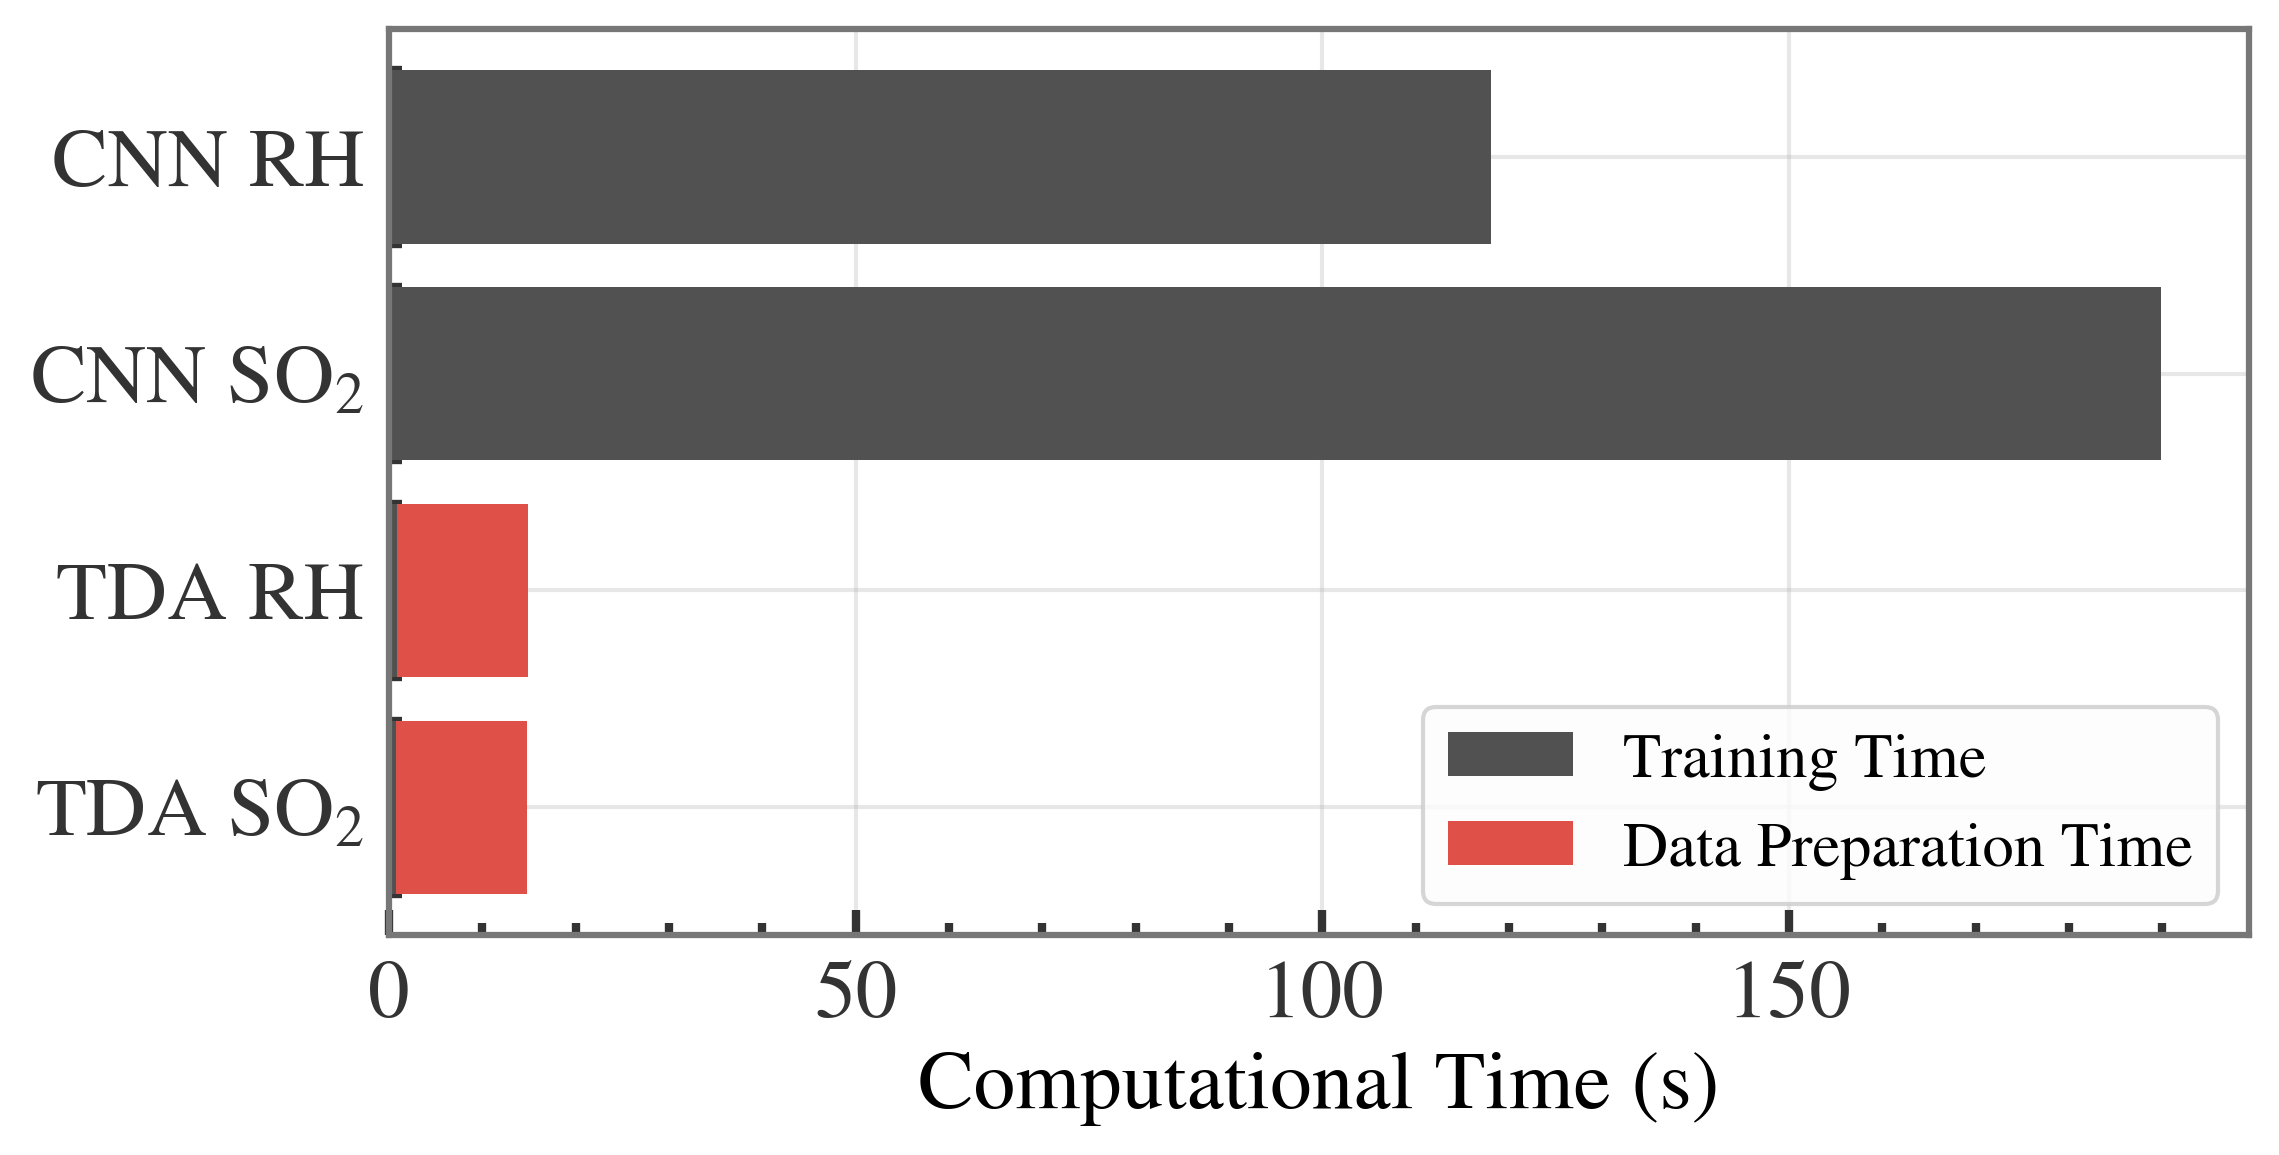 CNN RH
CNN SO₂
TDA RH
TDA SO₂
Training Time
Data Preparation Time
0 50 100 150
Computational Time (s)